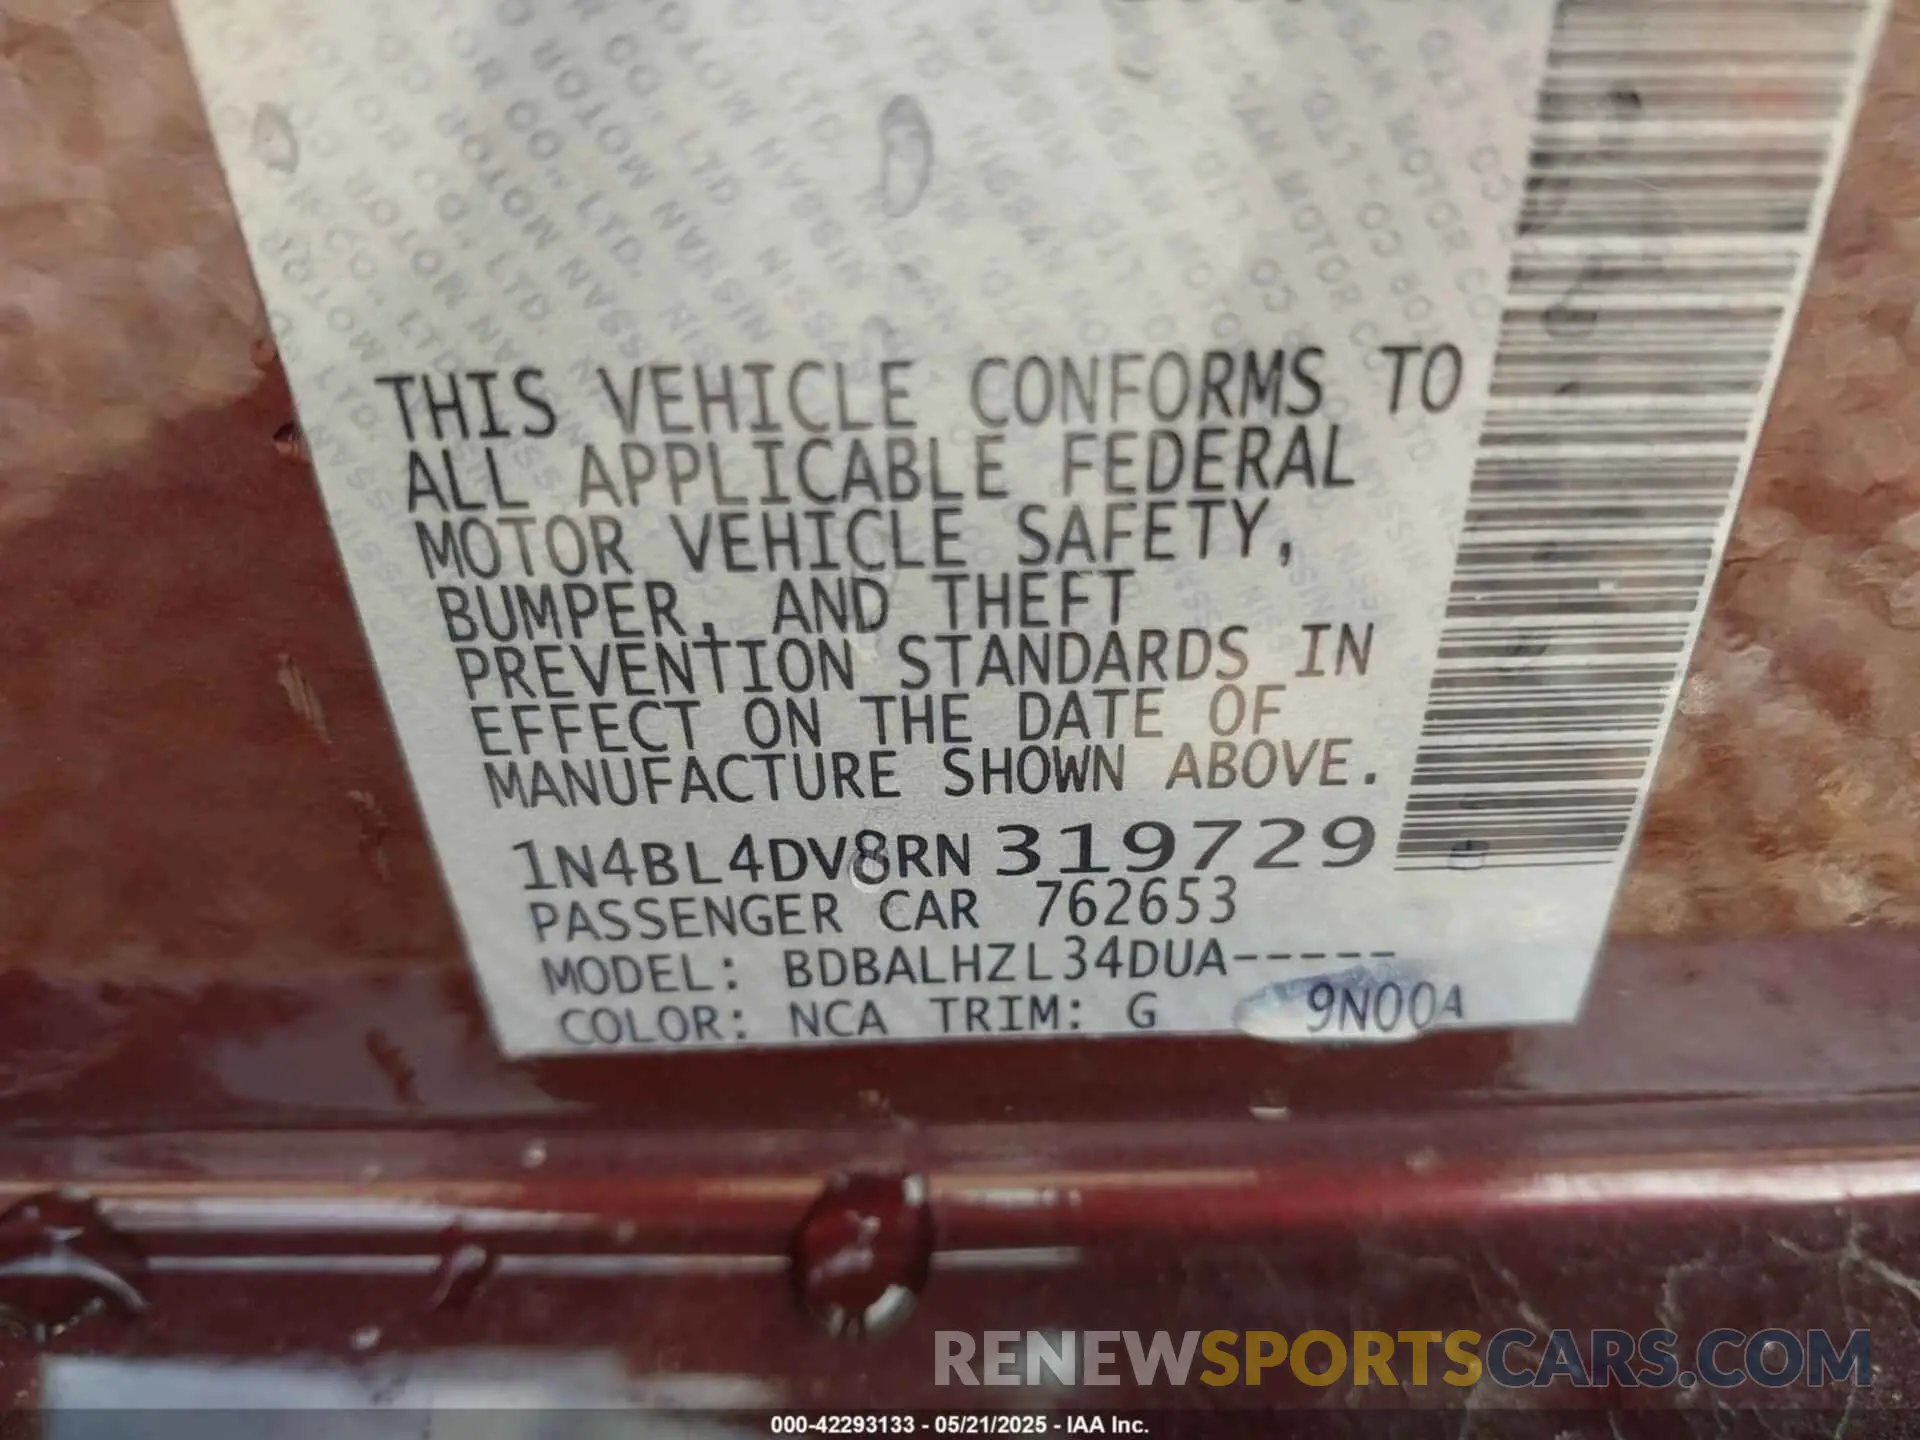 THIS VEHICLE CONFORMS TO
ALL APPLICABLE FEDERAL
MOTOR VEHICLE SAFETY,
BUMPER, AND THEFT
PREVENTION STANDARDS IN
EFFECT ON THE DATE OF
MANUFACTURE SHOWN ABOVE.
1N4BL4DV8RN 319729
PASSENGER CAR 762653
MODEL: BDBALHZL34DUA-----
COLOR: NCA TRIM: G 9N00A
RENEWSPORTSCARS.COM
000-42293133 - 05/21/2025 - IAA Inc.